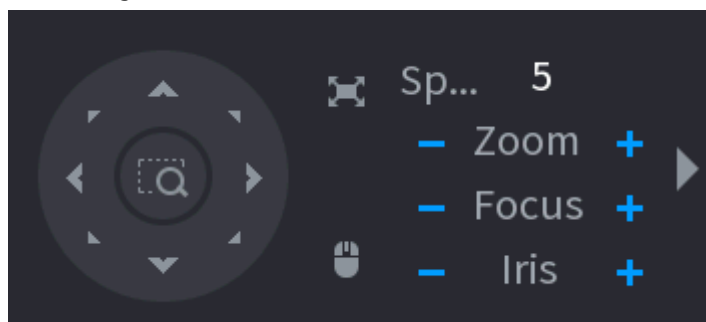 Sp... 5
– Zoom +
– Focus +
– Iris +